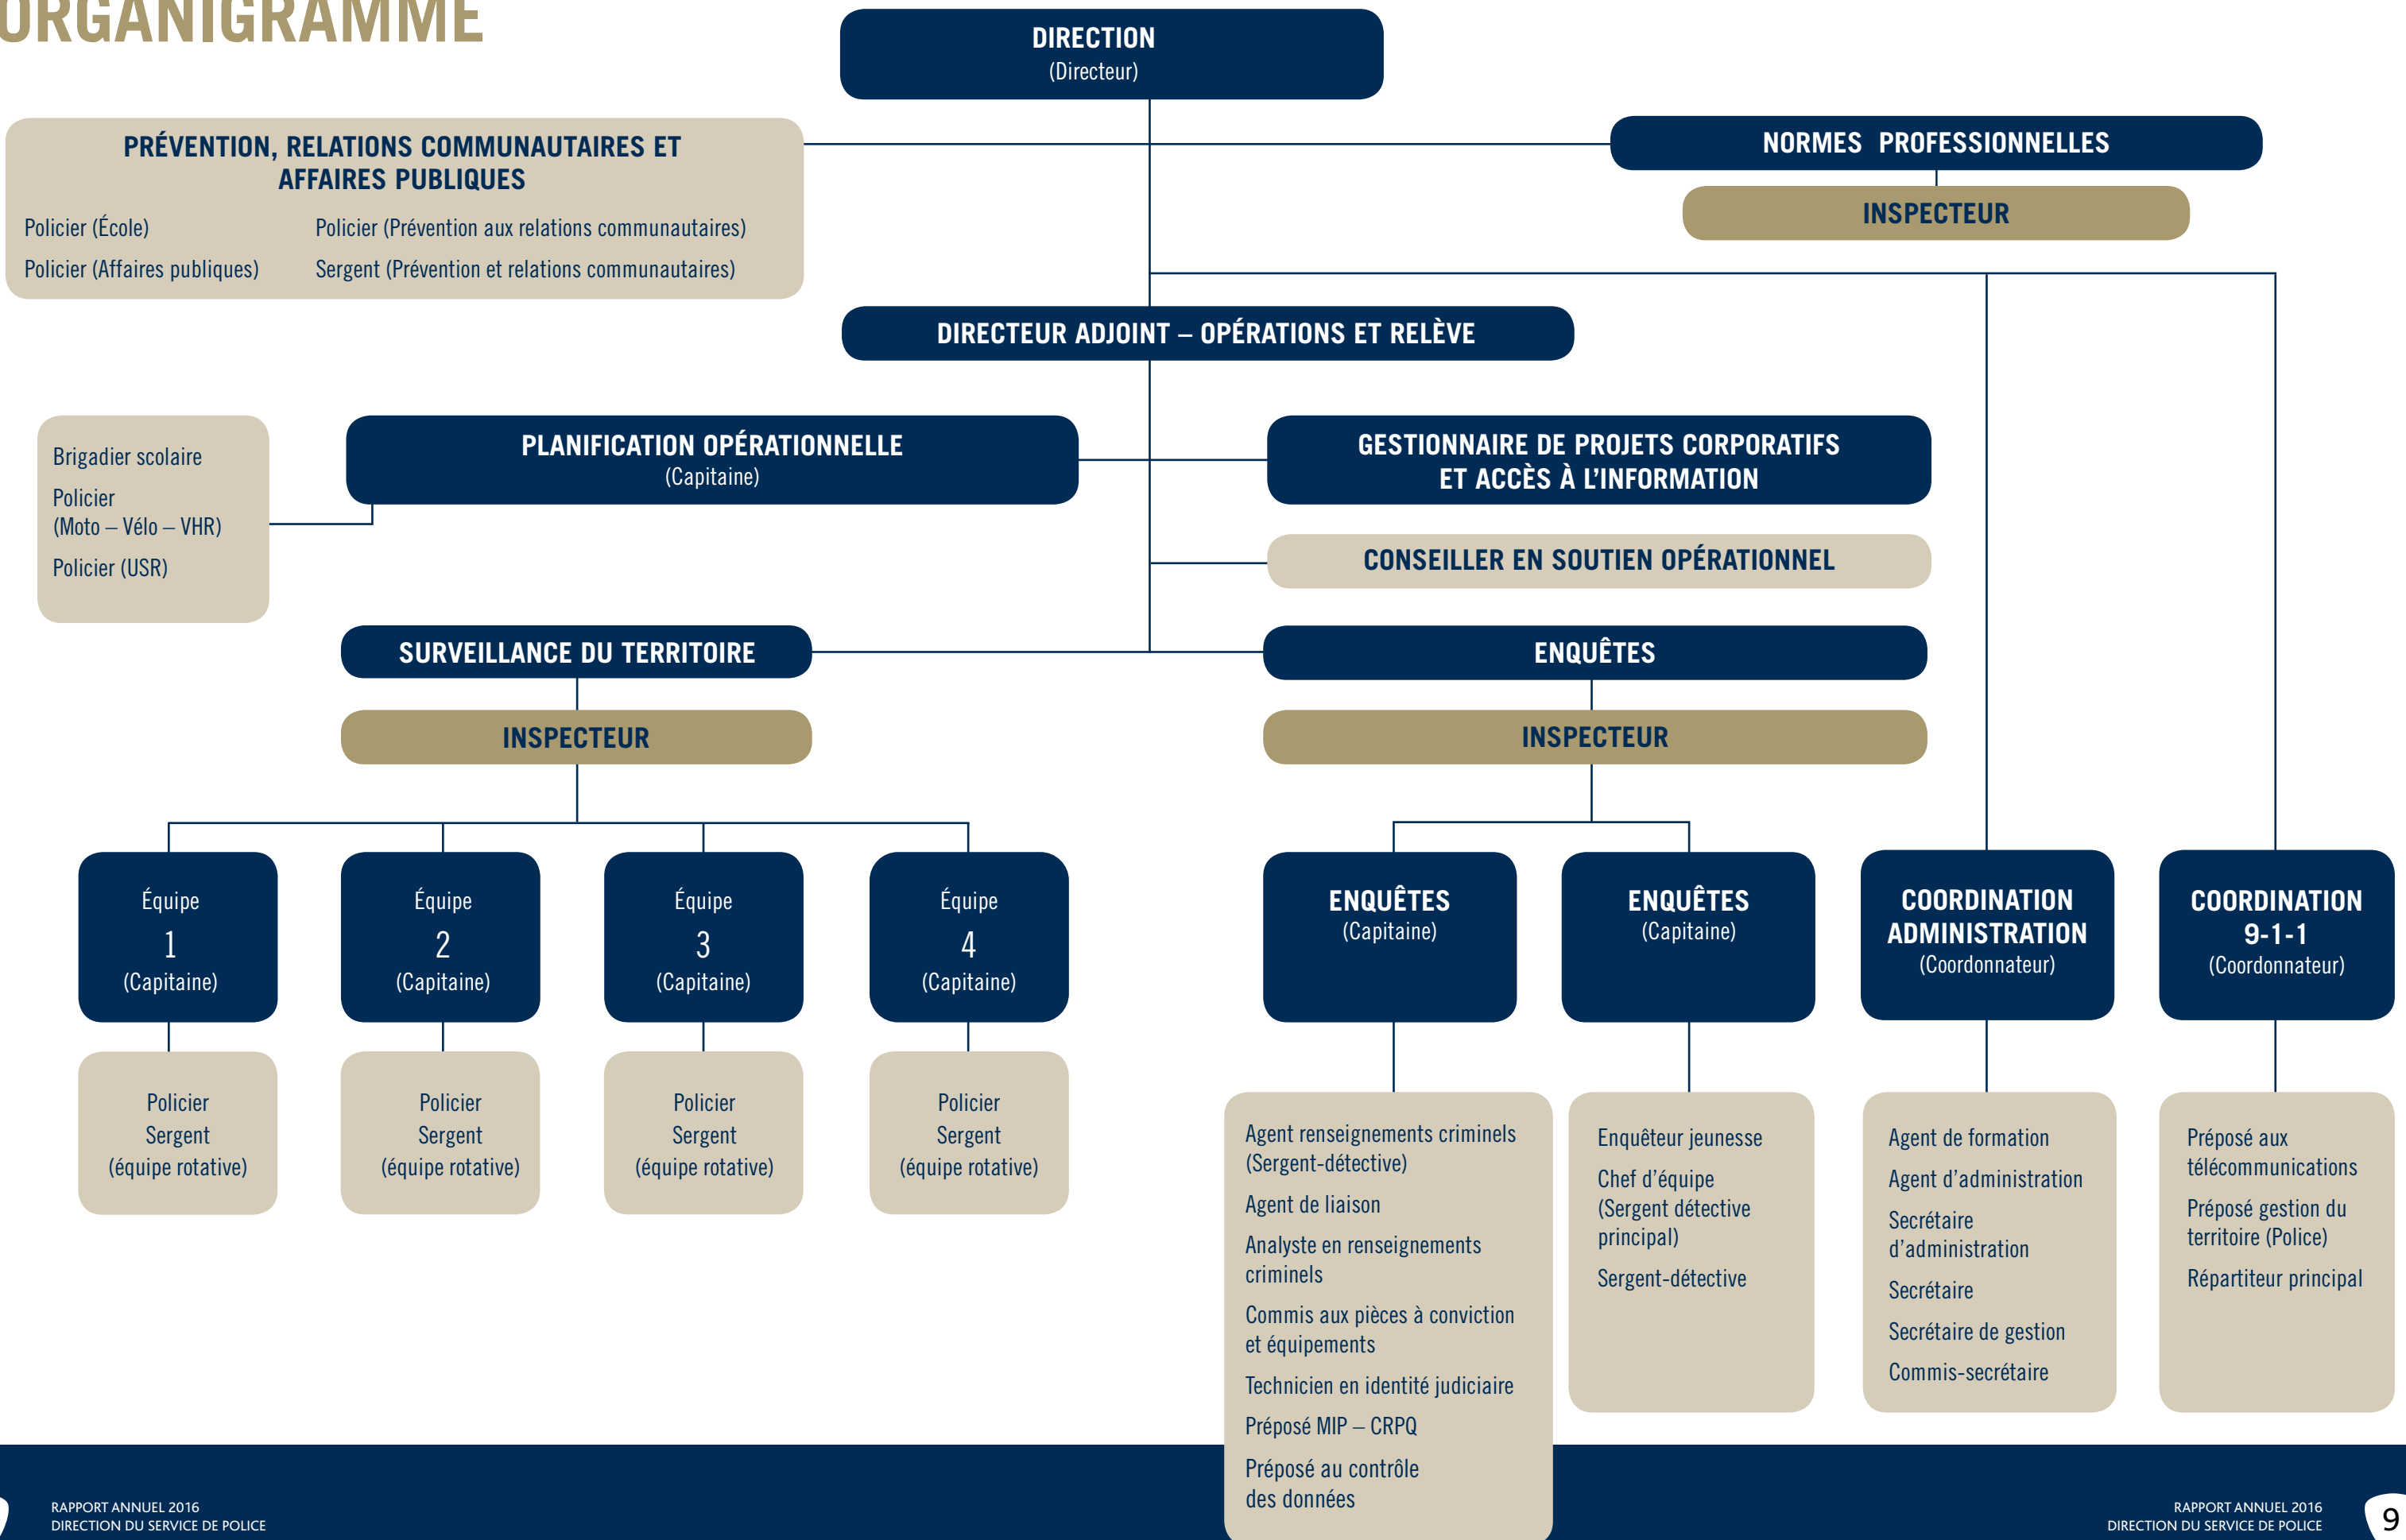 ORGANIGRAMME
DIRECTION
(Directeur)
PRÉVENTION, RELATIONS COMMUNAUTAIRES ET
AFFAIRES PUBLIQUES
Policier (École)
Policier (Prévention aux relations communautaires)
Policier (Affaires publiques)
Sergent (Prévention et relations communautaires)
NORMES PROFESSIONNELLES
INSPECTEUR
DIRECTEUR ADJOINT – OPÉRATIONS ET RELÈVE
Brigadier scolaire
Policier
(Moto – Vélo – VHR)
Policier (USR)
PLANIFICATION OPÉRATIONNELLE
(Capitaine)
GESTIONNAIRE DE PROJETS CORPORATIFS
ET ACCÈS À L’INFORMATION
CONSEILLER EN SOUTIEN OPÉRATIONNEL
SURVEILLANCE DU TERRITOIRE
INSPECTEUR
ENQUÊTES
INSPECTEUR
Équipe
1
(Capitaine)
Équipe
2
(Capitaine)
Équipe
3
(Capitaine)
Équipe
4
(Capitaine)
ENQUÊTES
(Capitaine)
ENQUÊTES
(Capitaine)
COORDINATION
ADMINISTRATION
(Coordonnateur)
COORDINATION
9-1-1
(Coordonnateur)
Policier
Sergent
(équipe rotative)
Policier
Sergent
(équipe rotative)
Policier
Sergent
(équipe rotative)
Policier
Sergent
(équipe rotative)
Agent renseignements criminels
(Sergent-détective)
Agent de liaison
Analyste en renseignements
criminels
Commis aux pièces à conviction
et équipements
Technicien en identité judiciaire
Préposé MIP – CRPQ
Préposé au contrôle
des données
Enquêteur jeunesse
Chef d’équipe
(Sergent détective
principal)
Sergent-détective
Agent de formation
Agent d’administration
Secrétaire
d’administration
Secrétaire
Secrétaire de gestion
Commis-secrétaire
Préposé aux
télécommunications
Préposé gestion du
territoire (Police)
Répartiteur principal
RAPPORT ANNUEL 2016
DIRECTION DU SERVICE DE POLICE
RAPPORT ANNUEL 2016
DIRECTION DU SERVICE DE POLICE
9